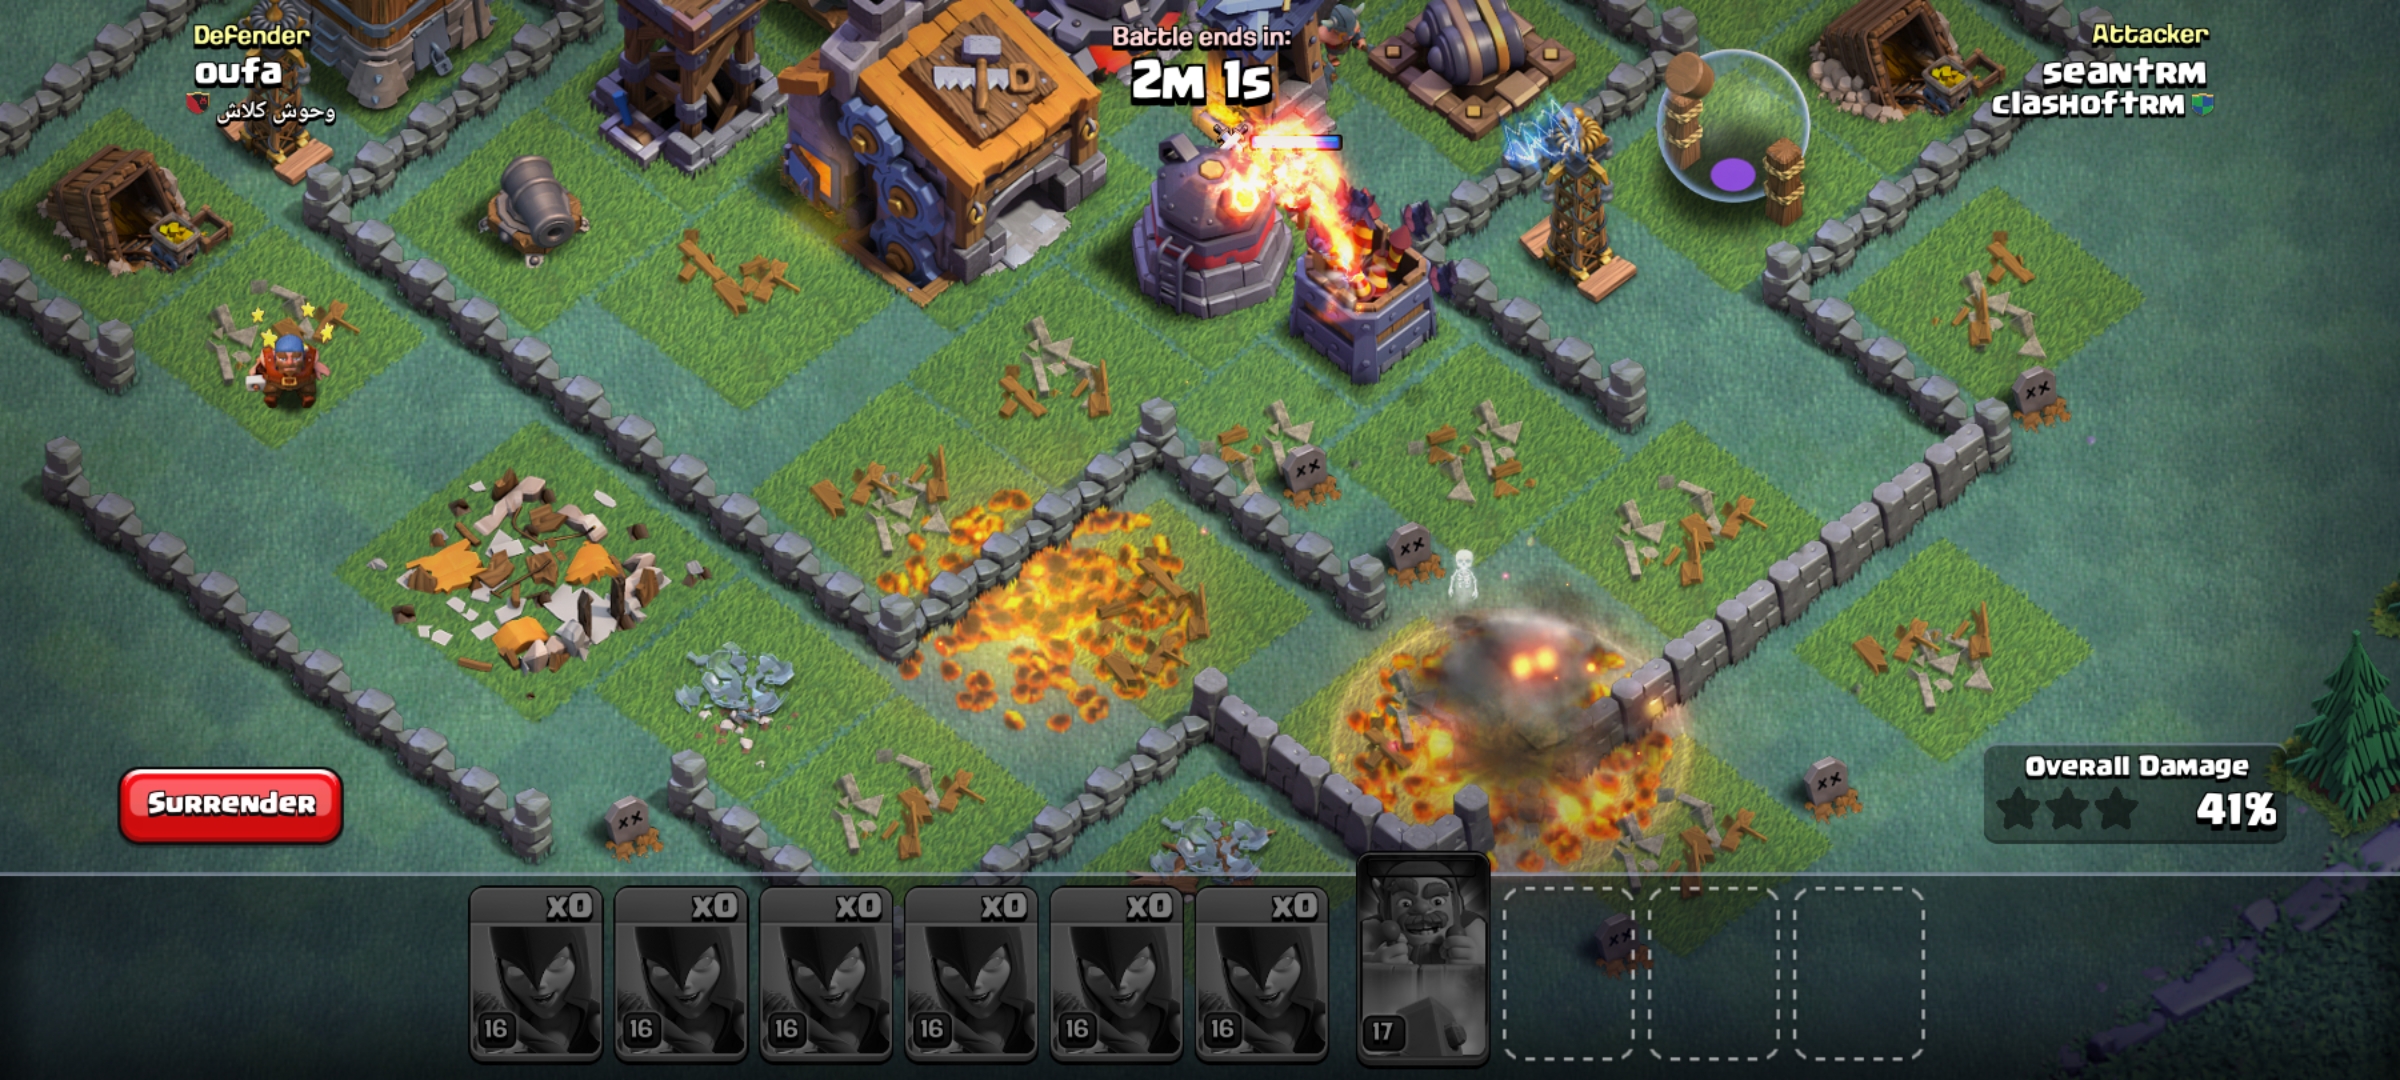 Defender
oufa
وحوش كلاش
Battle ends in:
2M 1s
Attacker
seantRM
clashoftRM
Surrender
Overall Damage
41%
x0
x0
x0
x0
x0
x0
16
16
16
16
16
16
17